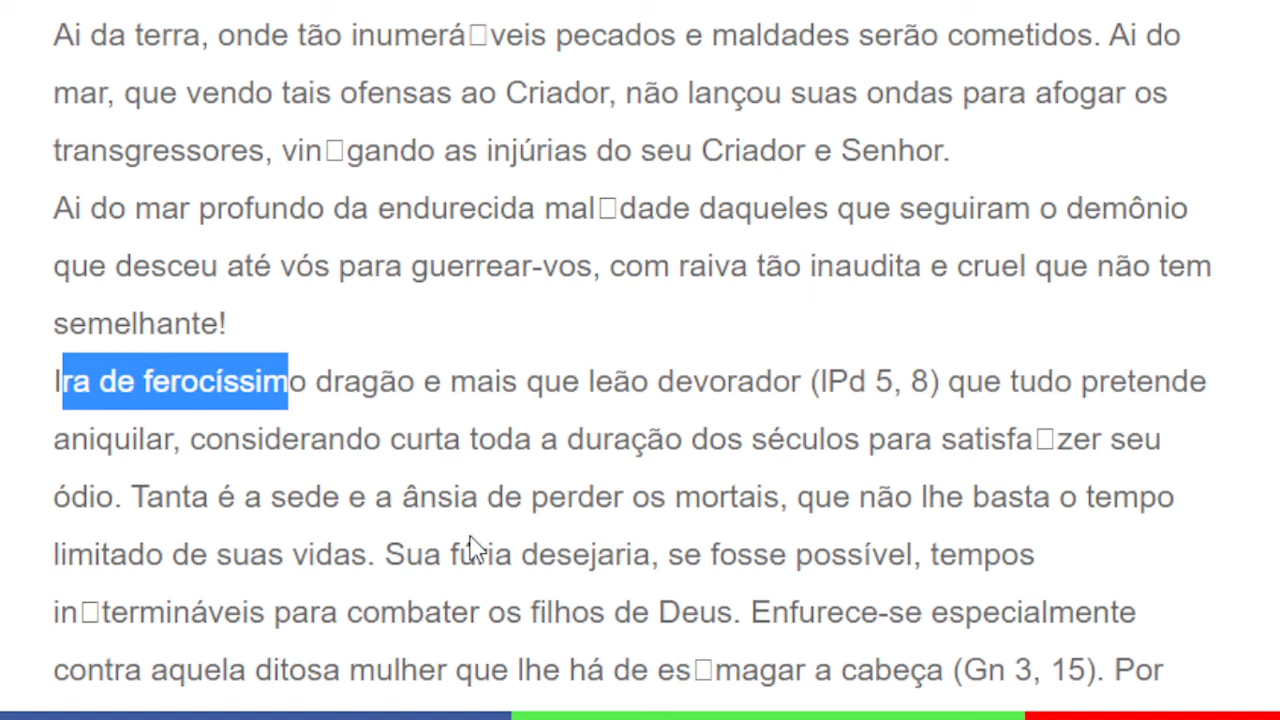 Ai da terra, onde tão inumerá□veis pecados e maldades serão cometidos. Ai do
mar, que vendo tais ofensas ao Criador, não lançou suas ondas para afogar os
transgressores, vin□gando as injúrias do seu Criador e Senhor.
Ai do mar profundo da endurecida mal□dade daqueles que seguiram o demônio
que desceu até vós para guerrear-vos, com raiva tão inaudita e cruel que não tem
semelhante!
Ira de ferocíssimo dragão e mais que leão devorador (lPd 5, 8) que tudo pretende
aniquilar, considerando curta toda a duração dos séculos para satisfa□zer seu
ódio. Tanta é a sede e a ânsia de perder os mortais, que não lhe basta o tempo
limitado de suas vidas. Sua fúria desejaria, se fosse possível, tempos
in□termináveis para combater os filhos de Deus. Enfurece-se especialmente
contra aquela ditosa mulher que lhe há de es□magar a cabeça (Gn 3, 15). Por